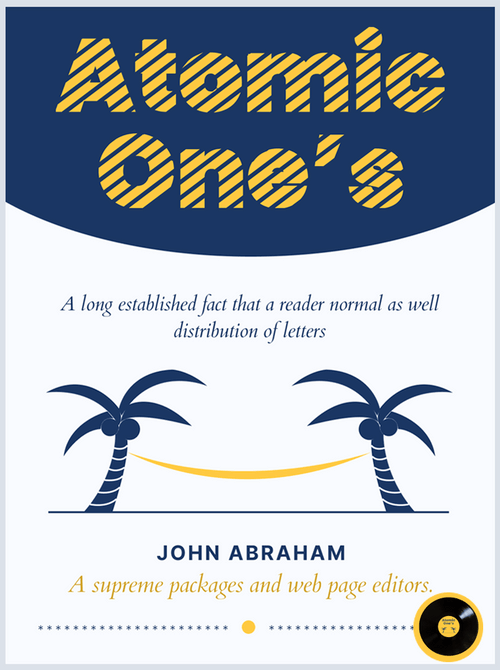 Atomic
One's
A long established fact that a reader normal as well
distribution of letters
JOHN ABRAHAM
A supreme packages and web page editors.